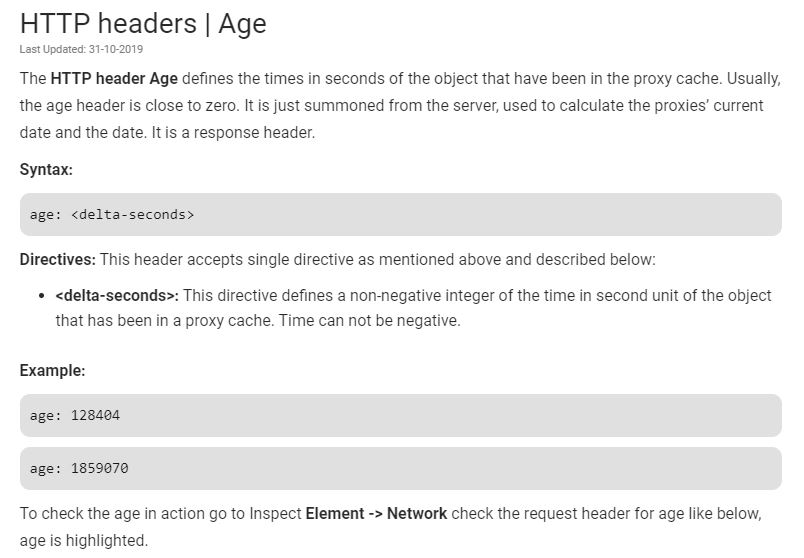 HTTP headers | Age
Last Updated: 31-10-2019
The HTTP header Age defines the times in seconds of the object that have been in the proxy cache. Usually,
the age header is close to zero. It is just summoned from the server, used to calculate the proxies’ current
date and the date. It is a response header.
Syntax:
age: <delta-seconds>
Directives: This header accepts single directive as mentioned above and described below:
• <delta-seconds>: This directive defines a non-negative integer of the time in second unit of the object
that has been in a proxy cache. Time can not be negative.
Example:
age: 128404
age: 1859070
To check the age in action go to Inspect Element -> Network check the request header for age like below,
age is highlighted.